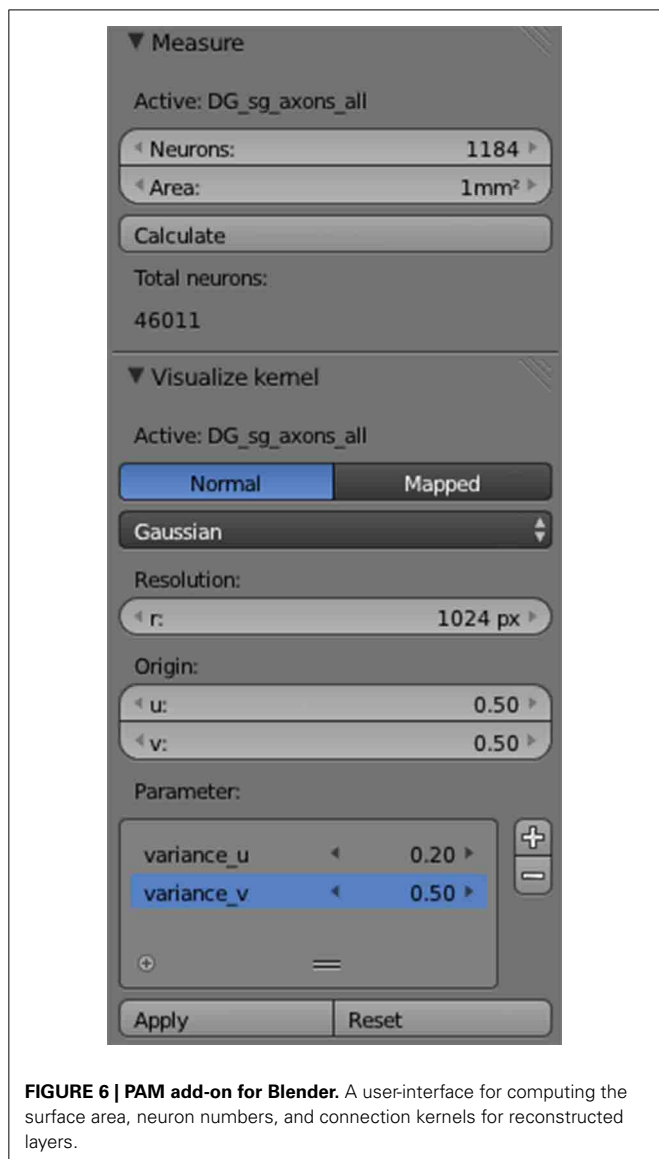 Measure
Active: DG_sg_axons_all
Neurons: 1184
Area: 1mm²
Calculate
Total neurons:
46011
Visualize kernel
Active: DG_sg_axons_all
Normal Mapped
Gaussian
Resolution:
r: 1024 px
Origin:
u: 0.50
v: 0.50
Parameter:
variance_u 0.20
variance_v 0.50
Apply Reset
FIGURE 6 | PAM add-on for Blender. A user-interface for computing the
surface area, neuron numbers, and connection kernels for reconstructed
layers.